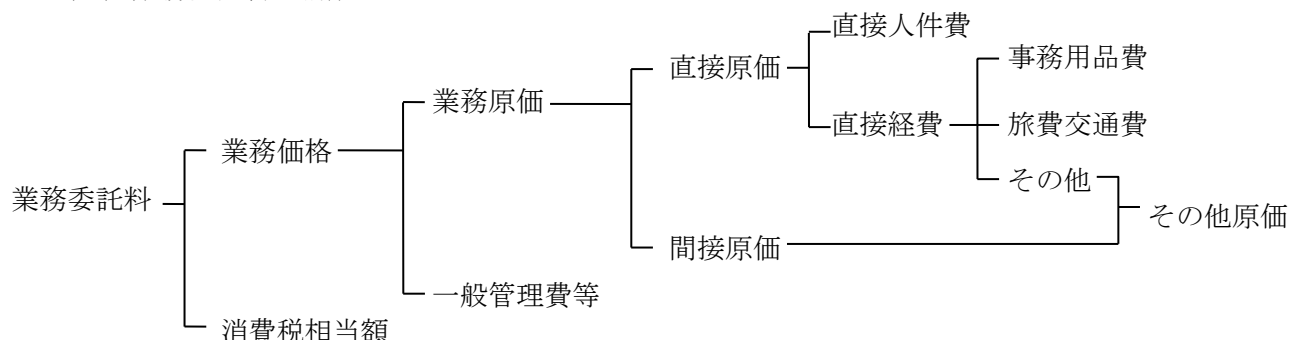 直接人件費
事務用品費
直接原価
業務原価
直接経費
旅費交通費
業務価格
その他
業務委託料
その他原価
間接原価
一般管理費等
消費税相当額